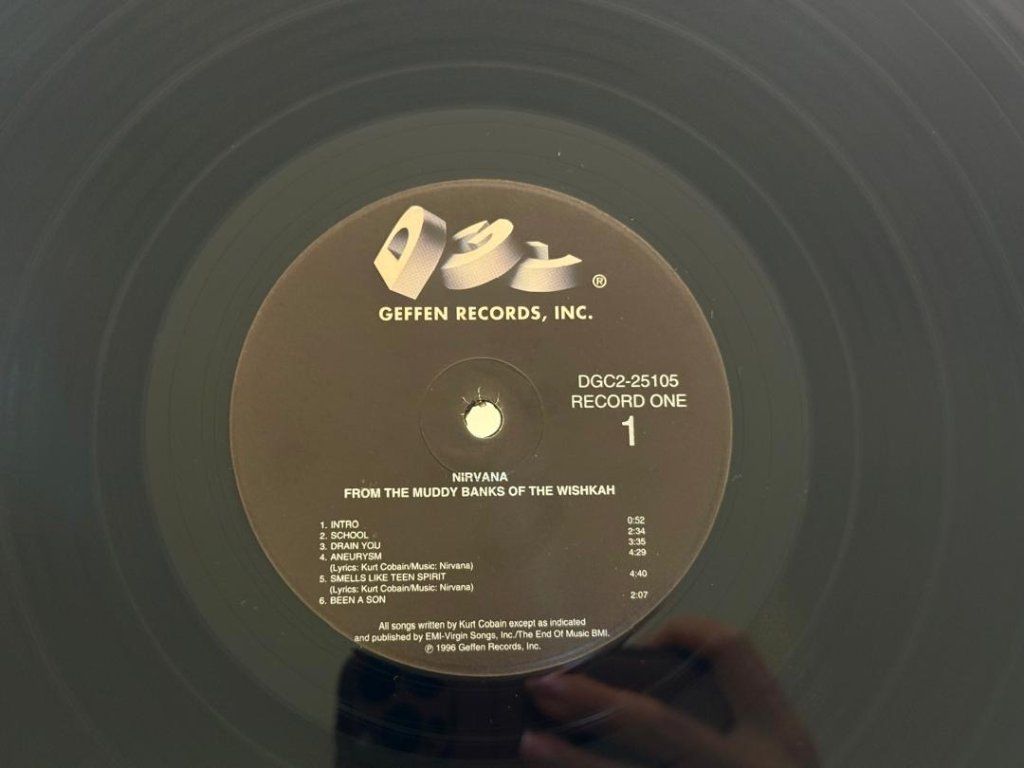 DGC
®
GEFFEN RECORDS, INC.
DGC2-25105
RECORD ONE
1
NIRVANA
FROM THE MUDDY BANKS OF THE WISHKAH
1. INTRO 0:52
2. SCHOOL 2:34
3. DRAIN YOU 3:35
4. ANEURYSM 4:29
(Lyrics: Kurt Cobain/Music: Nirvana)
5. SMELLS LIKE TEEN SPIRIT 4:40
(Lyrics: Kurt Cobain/Music: Nirvana)
6. BEEN A SON 2:07
All songs written by Kurt Cobain except as indicated
and published by EMI-Virgin Songs, Inc./The End Of Music BMI.
℗ 1996 Geffen Records, Inc.